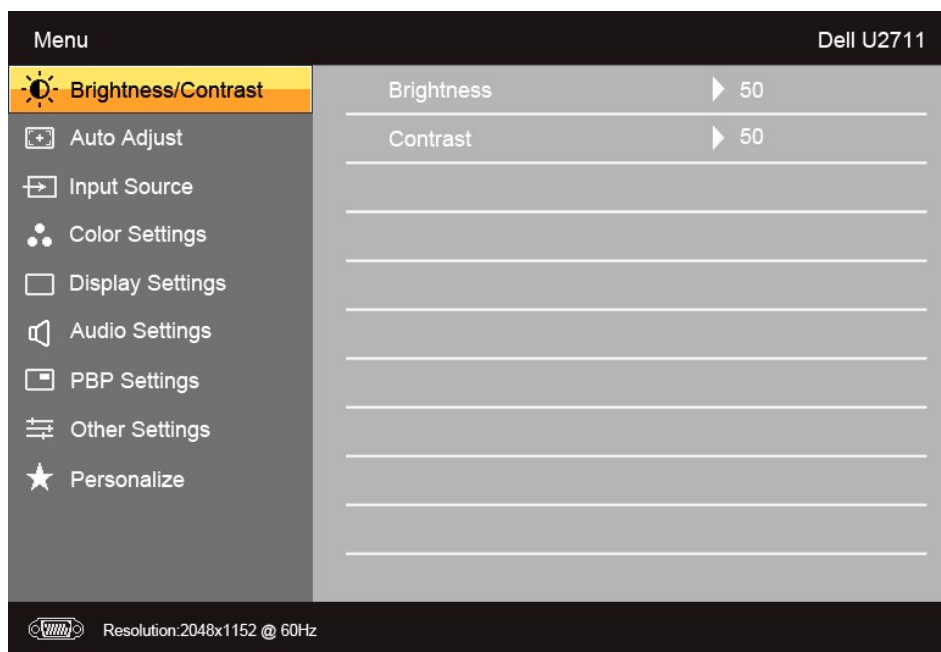 Menu Dell U2711
Brightness/Contrast Brightness 50
Auto Adjust Contrast 50
Input Source
Color Settings
Display Settings
Audio Settings
PBP Settings
Other Settings
Personalize
Resolution:2048x1152 @ 60Hz